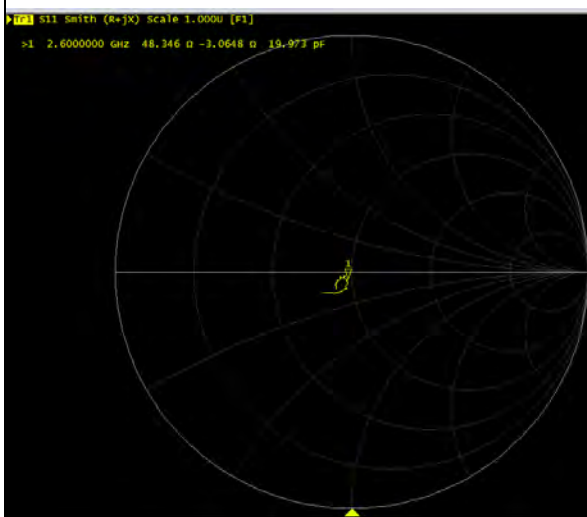 Tr1 S11 Smith (R+jX) Scale 1.000U [F1]
>1 2.6000000 GHz 48.346 Ω -3.0648 Ω 19.973 pF
1